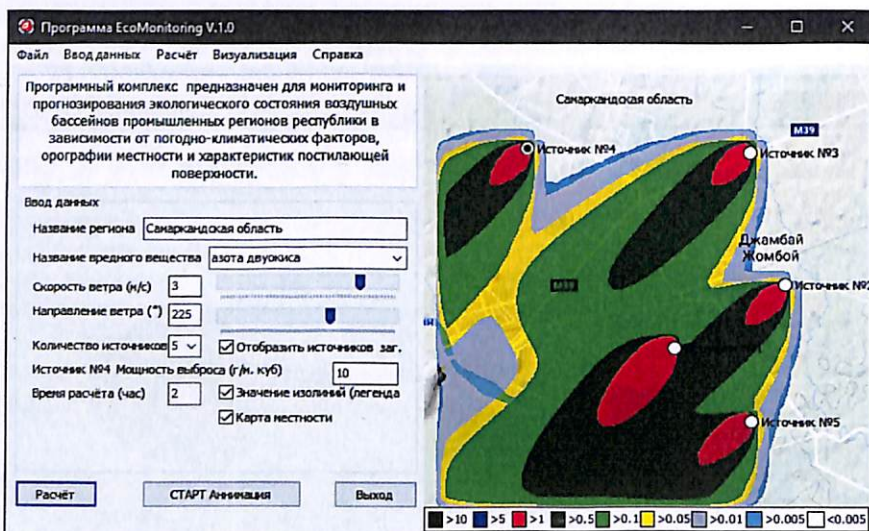 Программа EcoMonitoring V.1.0
Файл Ввод данных Расчёт Визуализация Справка
Программный комплекс предназначен для мониторинга и
прогнозирования экологического состояния воздушных
бассейнов промышленных регионов республики в
зависимости от погодно-климатических факторов,
орографии местности и характеристик постилающей
поверхности.
Ввод данных
Название региона Самаркандская область
Название вредного вещества азота двуокиса
Скорость ветра (м/с) 3
Направление ветра (°) 225
Количество источников 5 Отобразить источников заг.
Источник №4 Мощность выброса (г/м. куб) 10
Время расчёта (час) 2 Значение изолиний (легенда
Карта местности
Расчёт СТАРТ Аннимация Выход
Самаркандская область
M39
Источник №4
Источник №3
Джамбай
Жомбой
M39
Источник №2
Источник №5
>10 >5 >1 >0.5 >0.1 >0.05 >0.01 >0.005 <0.005